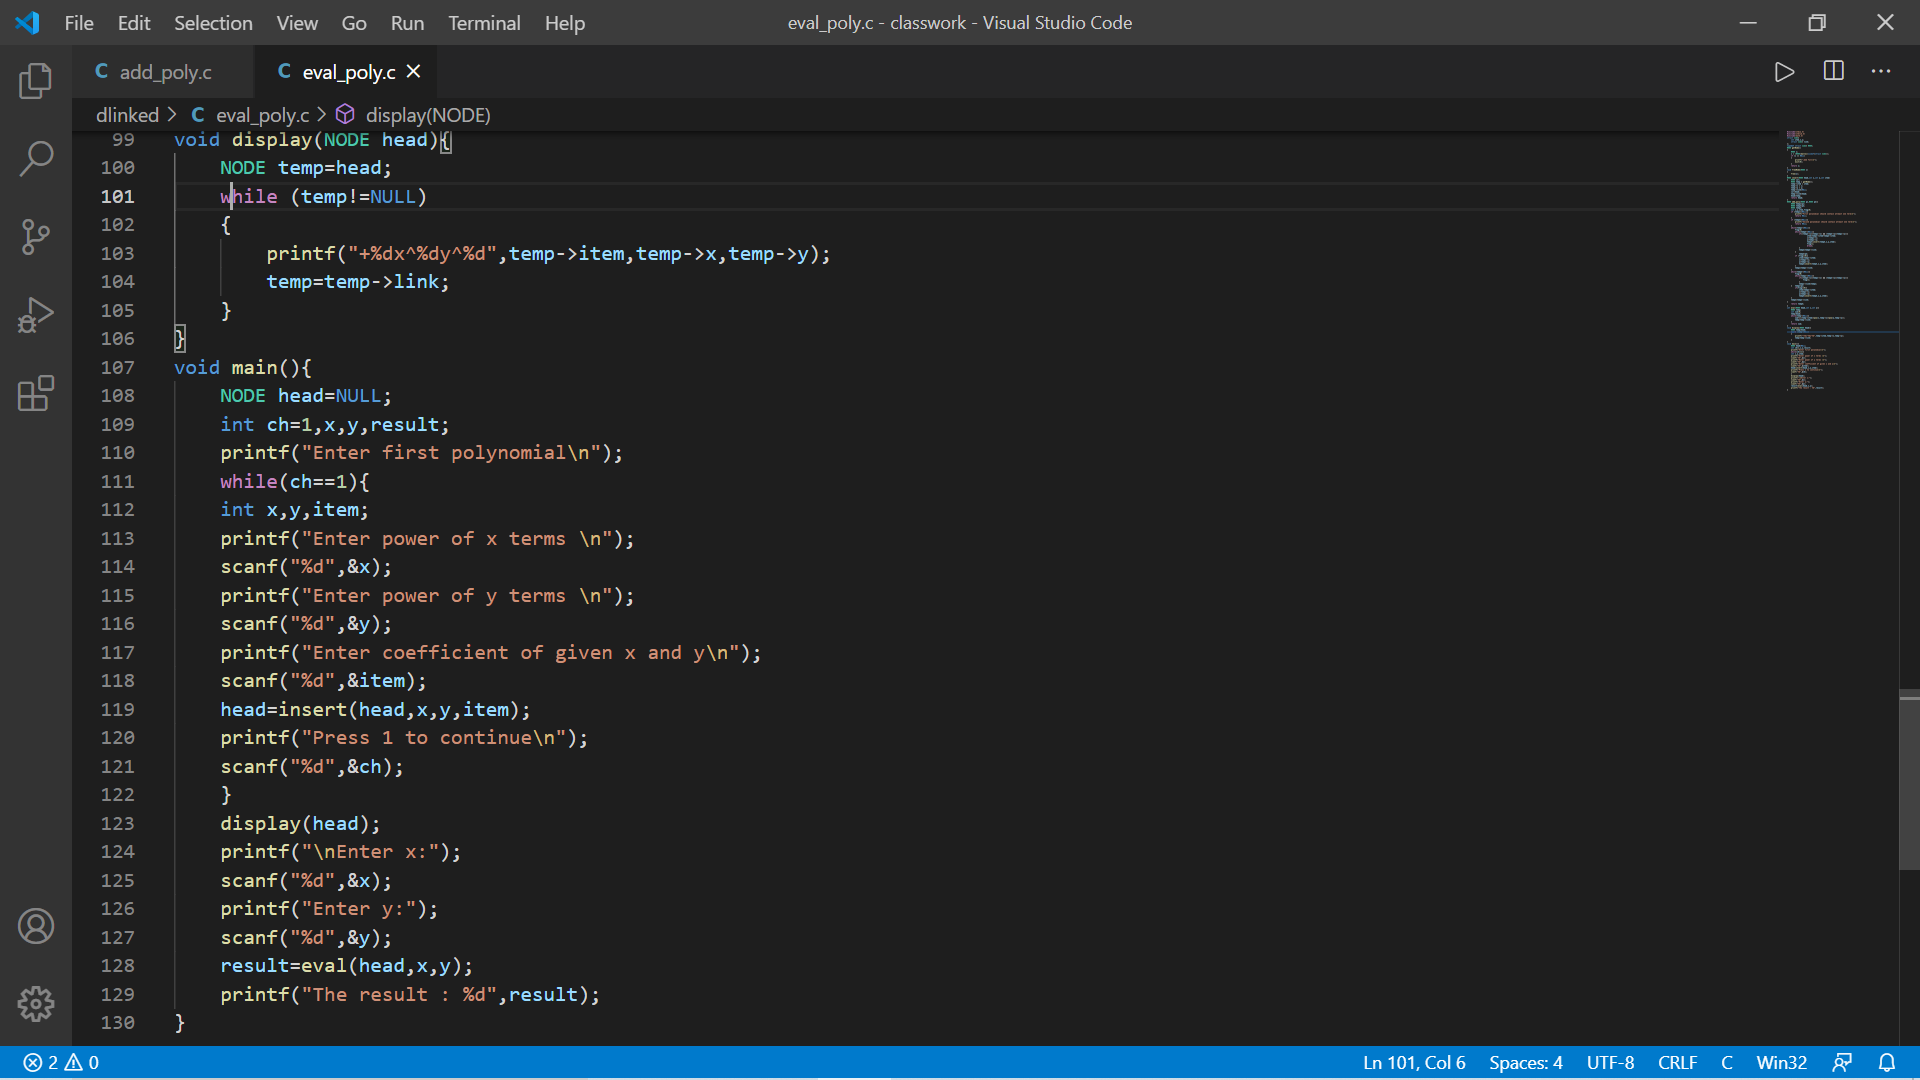 File Edit Selection View Go Run Terminal Help eval_poly.c - classwork - Visual Studio Code
C add_poly.c C eval_poly.c
dlinked > C eval_poly.c > display(NODE)
99 void display(NODE head){
100 NODE temp=head;
101 while (temp!=NULL)
102 {
103 printf("+%dx^%dy^%d",temp->item,temp->x,temp->y);
104 temp=temp->link;
105 }
106 }
107 void main(){
108 NODE head=NULL;
109 int ch=1,x,y,result;
110 printf("Enter first polynomial\n");
111 while(ch==1){
112 int x,y,item;
113 printf("Enter power of x terms \n");
114 scanf("%d",&x);
115 printf("Enter power of y terms \n");
116 scanf("%d",&y);
117 printf("Enter coefficient of given x and y\n");
118 scanf("%d",&item);
119 head=insert(head,x,y,item);
120 printf("Press 1 to continue\n");
121 scanf("%d",&ch);
122 }
123 display(head);
124 printf("\nEnter x:");
125 scanf("%d",&x);
126 printf("Enter y:");
127 scanf("%d",&y);
128 result=eval(head,x,y);
129 printf("The result : %d",result);
130 }
2 0 Ln 101, Col 6 Spaces: 4 UTF-8 CRLF C Win32